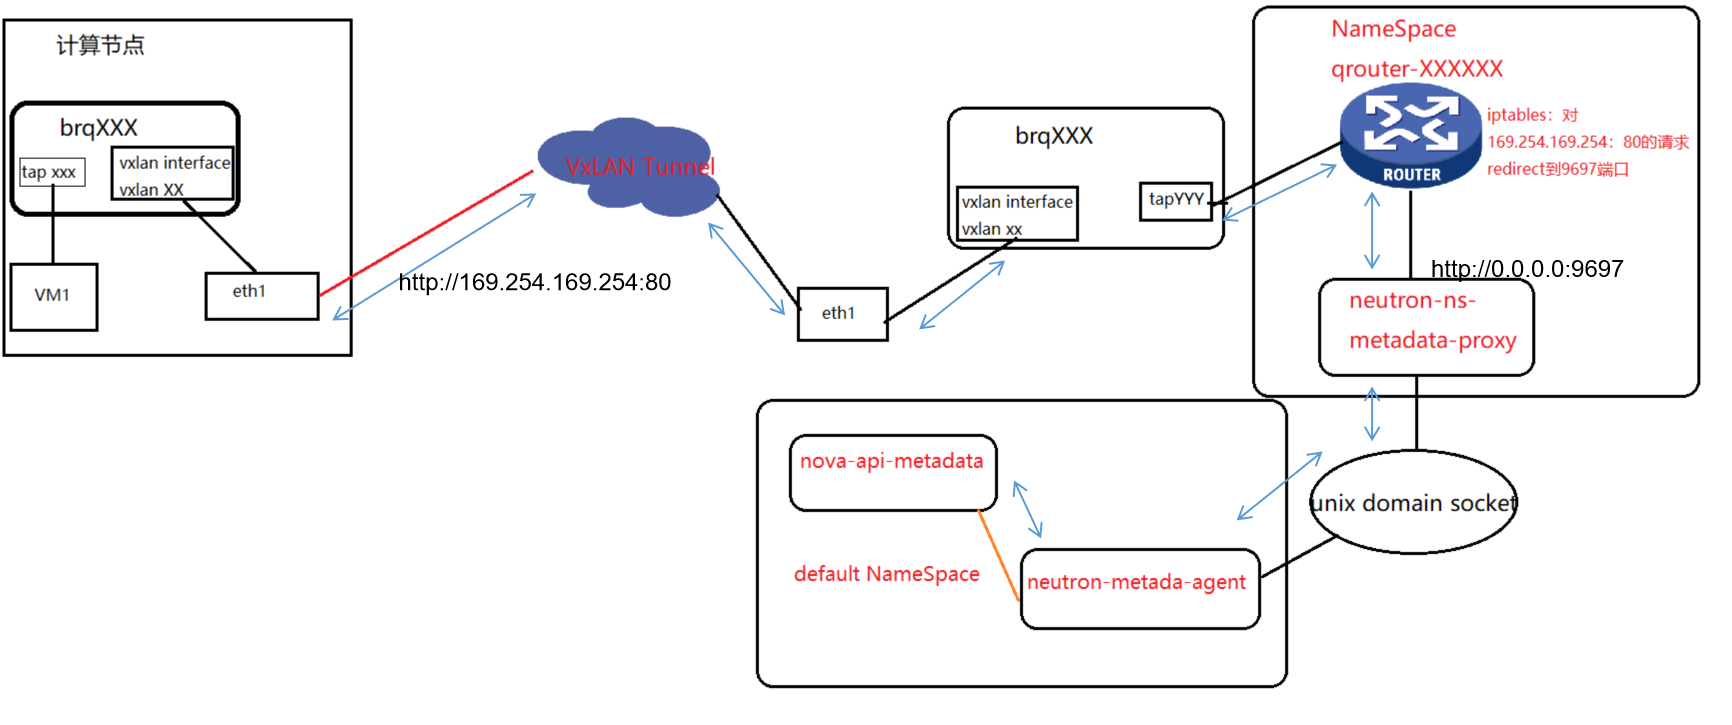 计算节点
brqXXX
tap xxx
vxlan interface
vxlan XX
VM1
eth1
http://169.254.169.254:80
VxLAN Tunnel
eth1
brqXXX
vxlan interface
vxlan xx
tapYYY
NameSpace
qrouter-XXXXXX
ROUTER
iptables：对
169.254.169.254：80的请求
redirect到9697端口
http://0.0.0.0:9697
neutron-ns-
metadata-proxy
unix domain socket
nova-api-metadata
default NameSpace
neutron-metada-agent